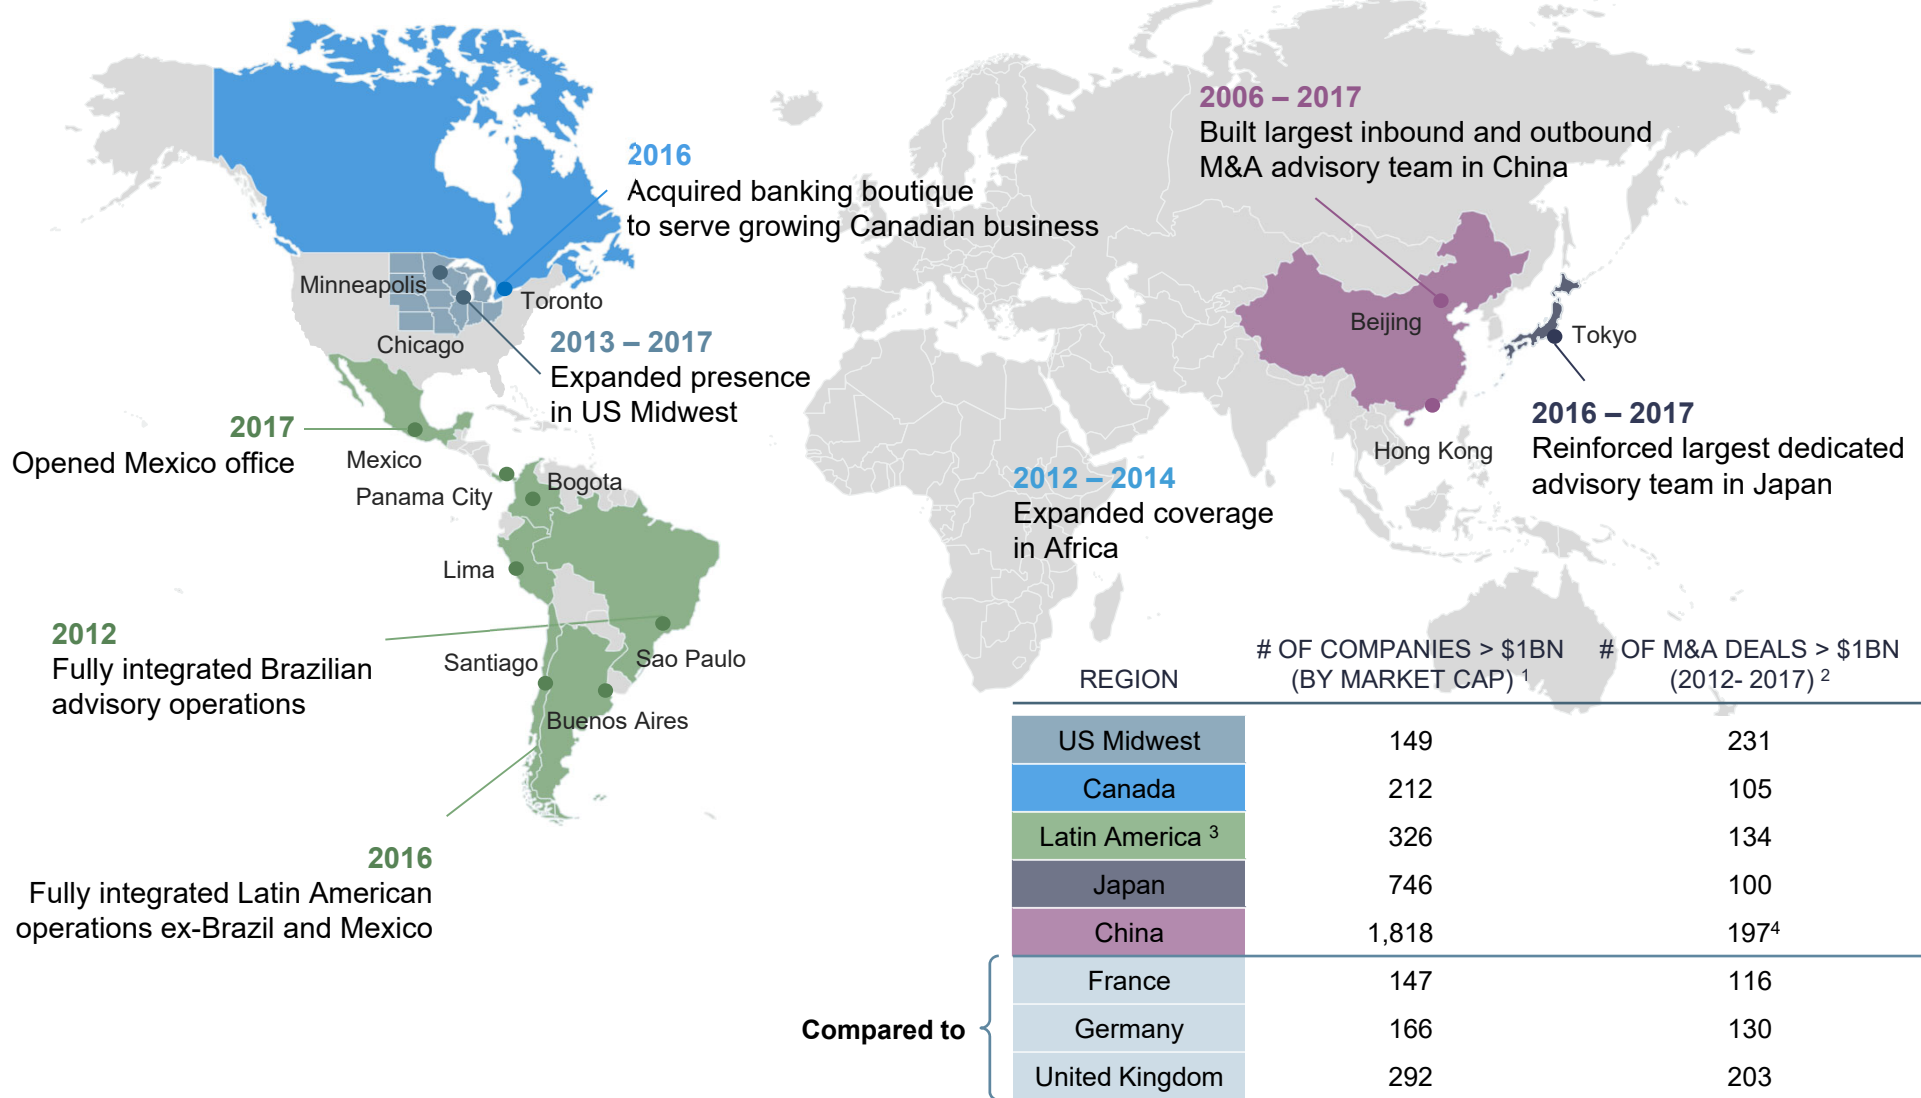 2006 – 2017
Built largest inbound and outbound
M&A advisory team in China
2016
Acquired banking boutique
to serve growing Canadian business
Minneapolis
Toronto
Chicago
2013 – 2017
Expanded presence
in US Midwest
Beijing
Tokyo
Hong Kong
2016 – 2017
Reinforced largest dedicated
advisory team in Japan
2017
Opened Mexico office
Mexico
Panama City
Bogota
2012 – 2014
Expanded coverage
in Africa
Lima
2012
Fully integrated Brazilian
advisory operations
Santiago
Sao Paulo
Buenos Aires
2016
Fully integrated Latin American
operations ex-Brazil and Mexico
REGION # OF COMPANIES > $1BN (BY MARKET CAP) 1 # OF M&A DEALS > $1BN (2012- 2017) 2
US Midwest 149 231
Canada 212 105
Latin America 3 326 134
Japan 746 100
China 1,818 1974
Compared to
France 147 116
Germany 166 130
United Kingdom 292 203